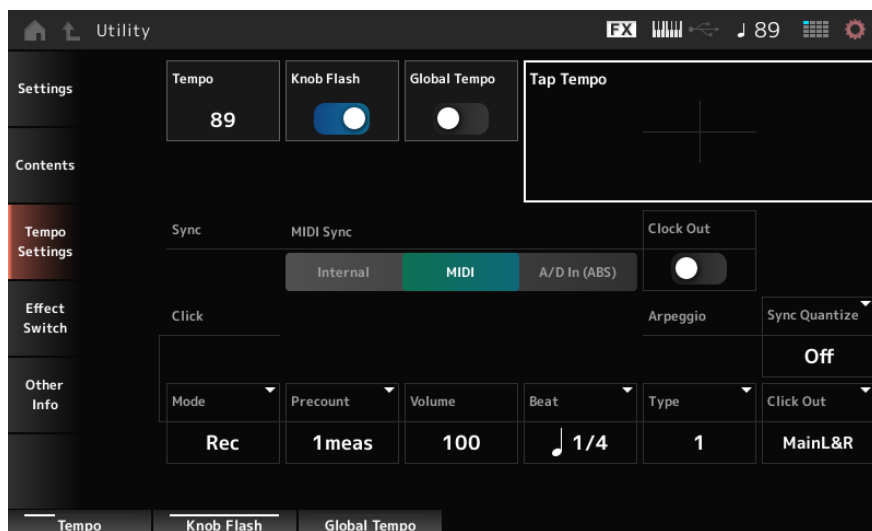 Utility
FX
89
Settings
Contents
Tempo
Settings
Effect
Switch
Other
Info
Tempo
89
Knob Flash
Global Tempo
Tap Tempo
Sync
MIDI Sync
Internal
MIDI
A/D In (ABS)
Clock Out
Click
Arpeggio
Sync Quantize
Off
Mode
Rec
Precount
1meas
Volume
100
Beat
1/4
Type
1
Click Out
MainL&R
Tempo
Knob Flash
Global Tempo